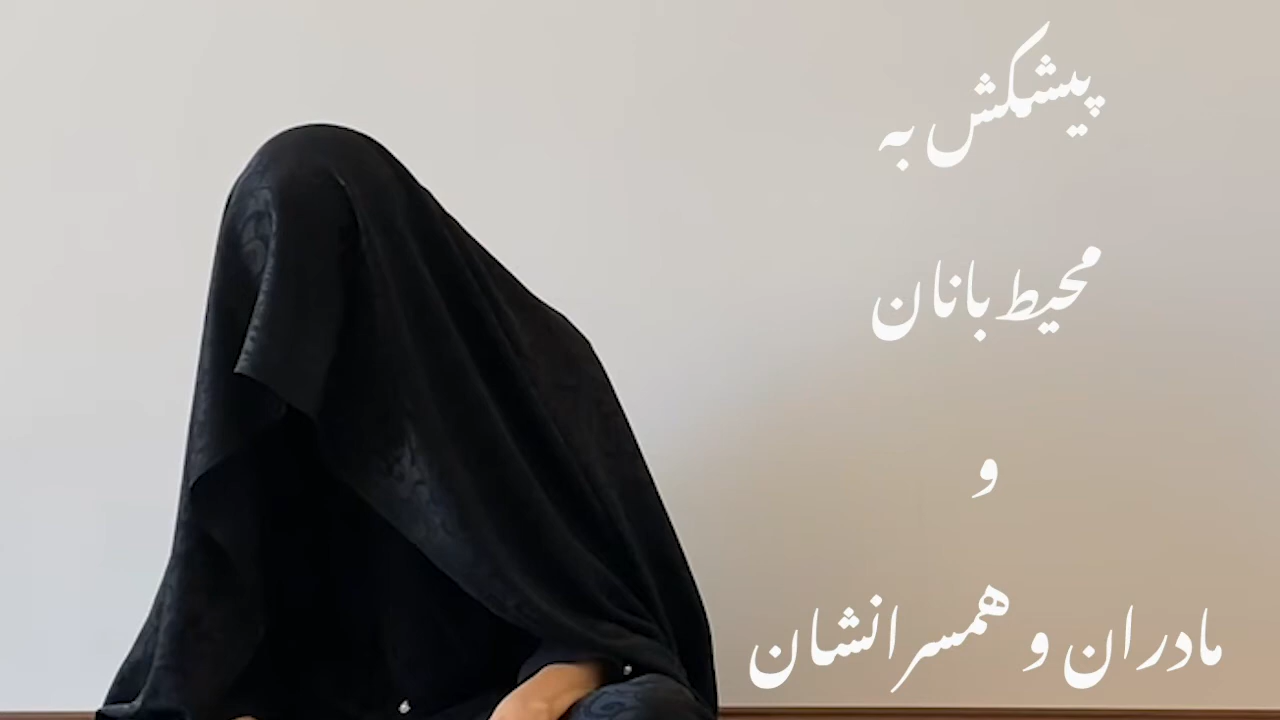 پیشکش به
محیط بانان
و
مادران و همسرانشان